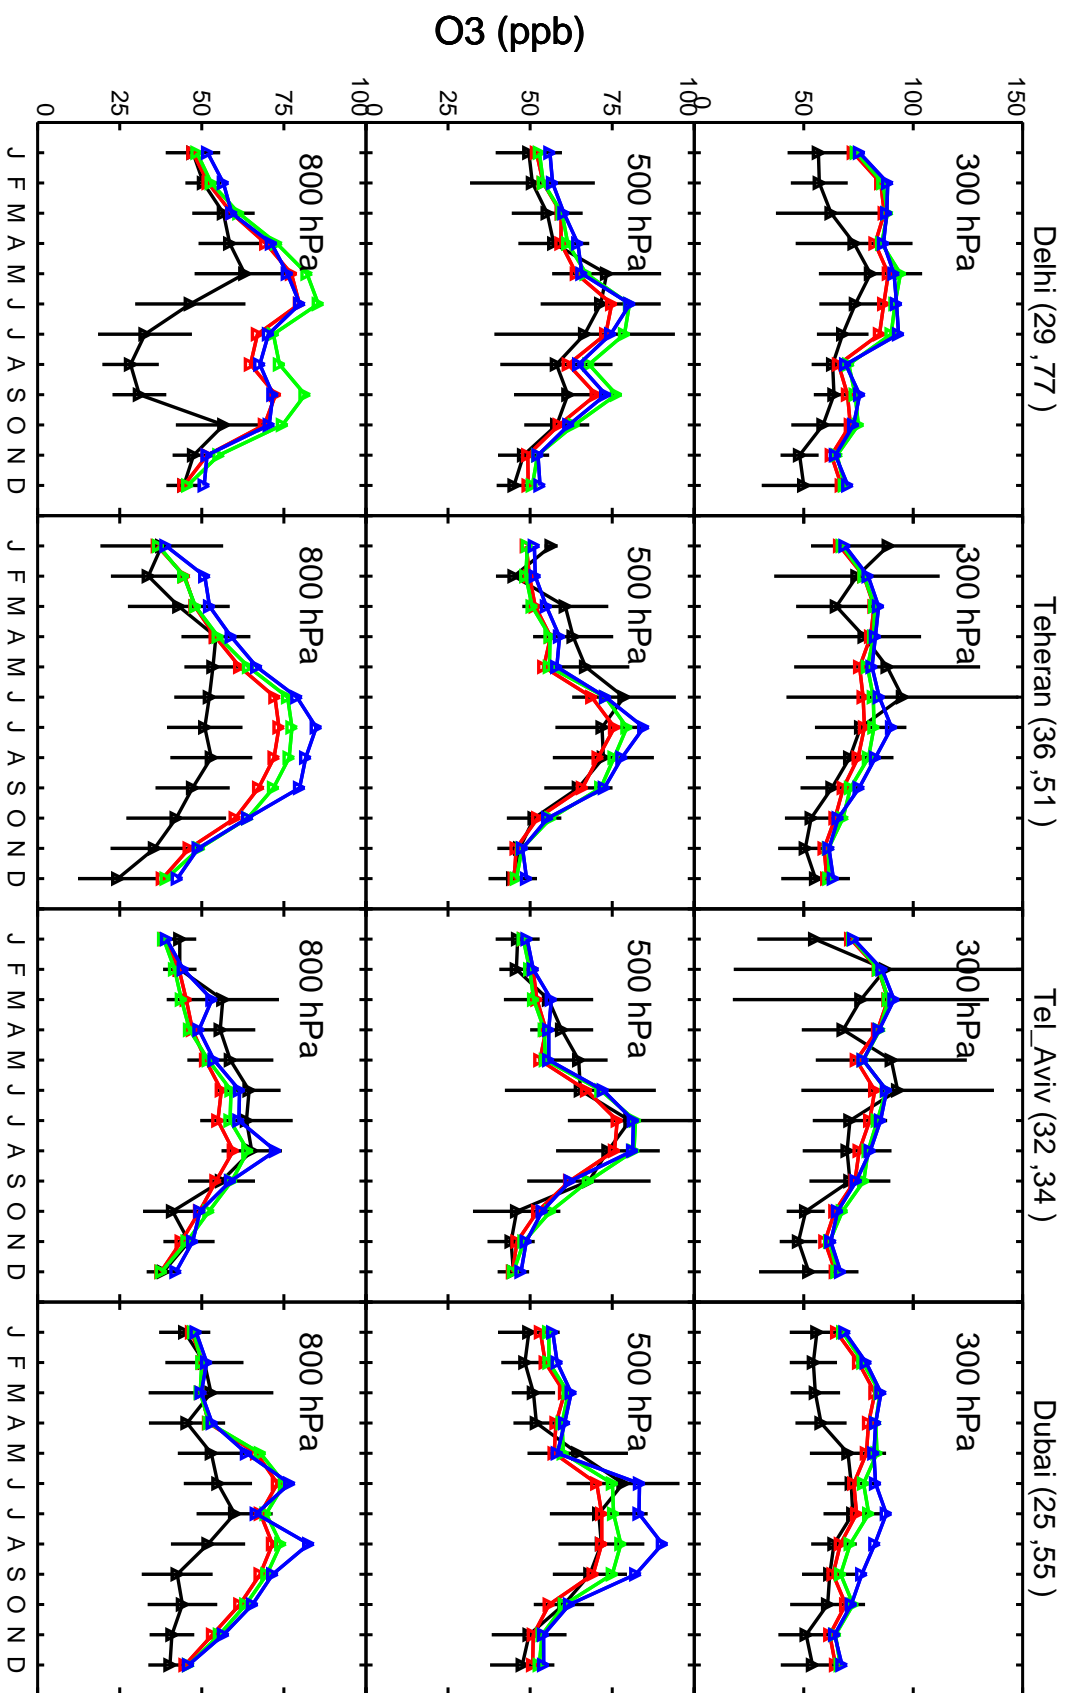 Delhi (29 ,77 )
Teheran (36 ,51 )
Tel_Aviv (32 ,34 )
Dubai (25 ,55 )
150
100
50
0
300 hPa
300 hPa
300 hPa
300 hPa
O3 (ppb)
100
75
50
0
500 hPa
500 hPa
500 hPa
500 hPa
100
75
50
25
0
800 hPa
800 hPa
800 hPa
800 hPa
J F M A M J J A S O N D
J F M A M J J A S O N D
J F M A M J J A S O N D
J F M A M J J A S O N D